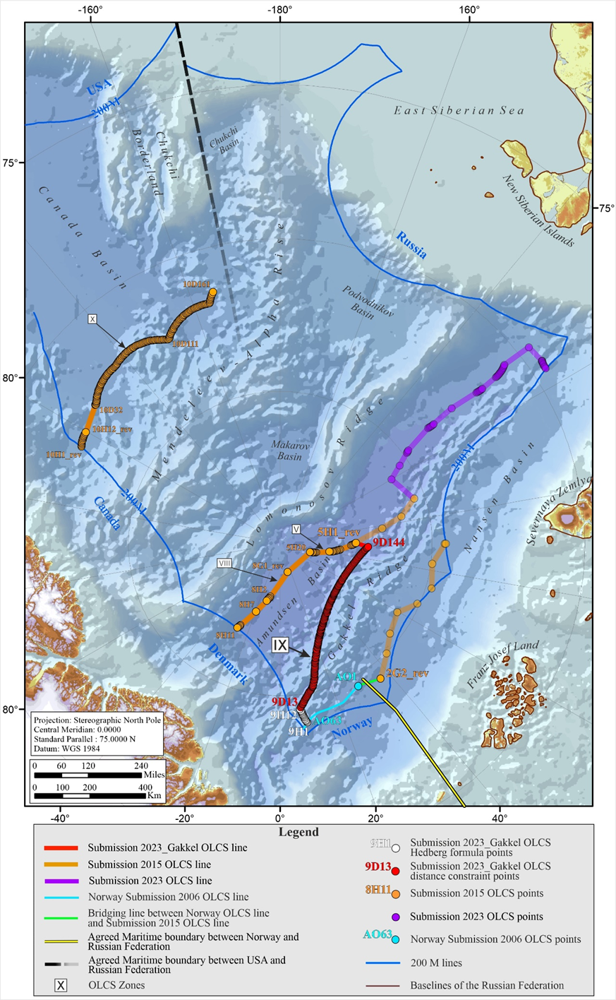 -160°
-180°
160°
USA
200M
East Siberian Sea
Chukchi
Borderland
Chukchi
Basin
75°
Canada Basin
New Siberian Islands
75°
Russia
Mendeleev-Alpha Rise
10D161
Podvodnikov
Basin
X
10D111
80°
10D32
10H12_rev
10H1_rev
Makarov
Basin
Lomonosov Ridge
200M
Nansen Basin
Severnaya Zemlya
200M
Canada
V
5H1_rev
9D144
5H20
VIII
8G1_rev
Amundsen Basin
Gakkel Ridge
8H2
8H7
8H11
IX
Denmark
Franz Josef Land
AO1
2G2_rev
9D13
80°
9H12
AO63
9H1
Norway
Projection: Stereographic North Pole
Central Meridian: 0.0000
Standard Parallel : 75.0000 N
Datum: WGS 1984
0 60 120 240
Miles
0 100 200 400
Km
-40°
-20°
0°
20°
40°
Legend
Submission 2023_Gakkel OLCS line
Submission 2015 OLCS line
Submission 2023 OLCS line
Norway Submission 2006 OLCS line
Bridging line between Norway OLCS line
and Submission 2015 OLCS line
Agreed Maritime boundary between Norway and
Russian Federation
Agreed Maritime boundary between USA and
Russian Federation
X
OLCS Zones
9H1
Submission 2023_Gakkel OLCS
Hedberg formula points
9D13
Submission 2023_Gakkel OLCS
distance constraint points
8H11
Submission 2015 OLCS points
Submission 2023 OLCS points
AO63
Norway Submission 2006 OLCS points
200 M lines
Baselines of the Russian Federation